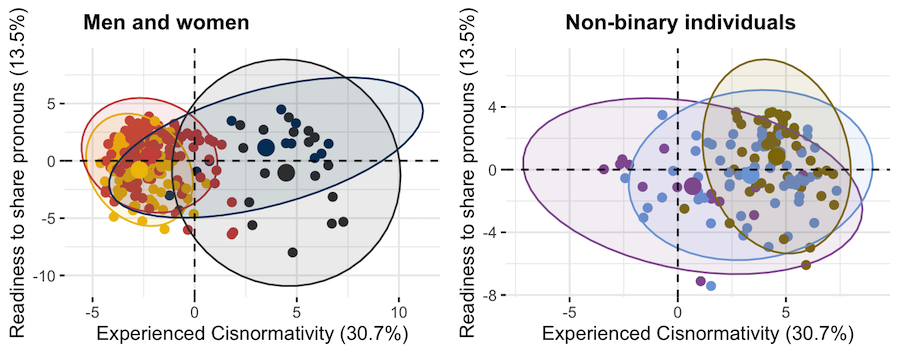 Men and women
Readiness to share pronouns (13.5%)
5
0
-5
-10
-5
0
5
10
Experienced Cisnormativity (30.7%)
Non-binary individuals
Readiness to share pronouns (13.5%)
4
0
-4
-8
-5
0
5
Experienced Cisnormativity (30.7%)